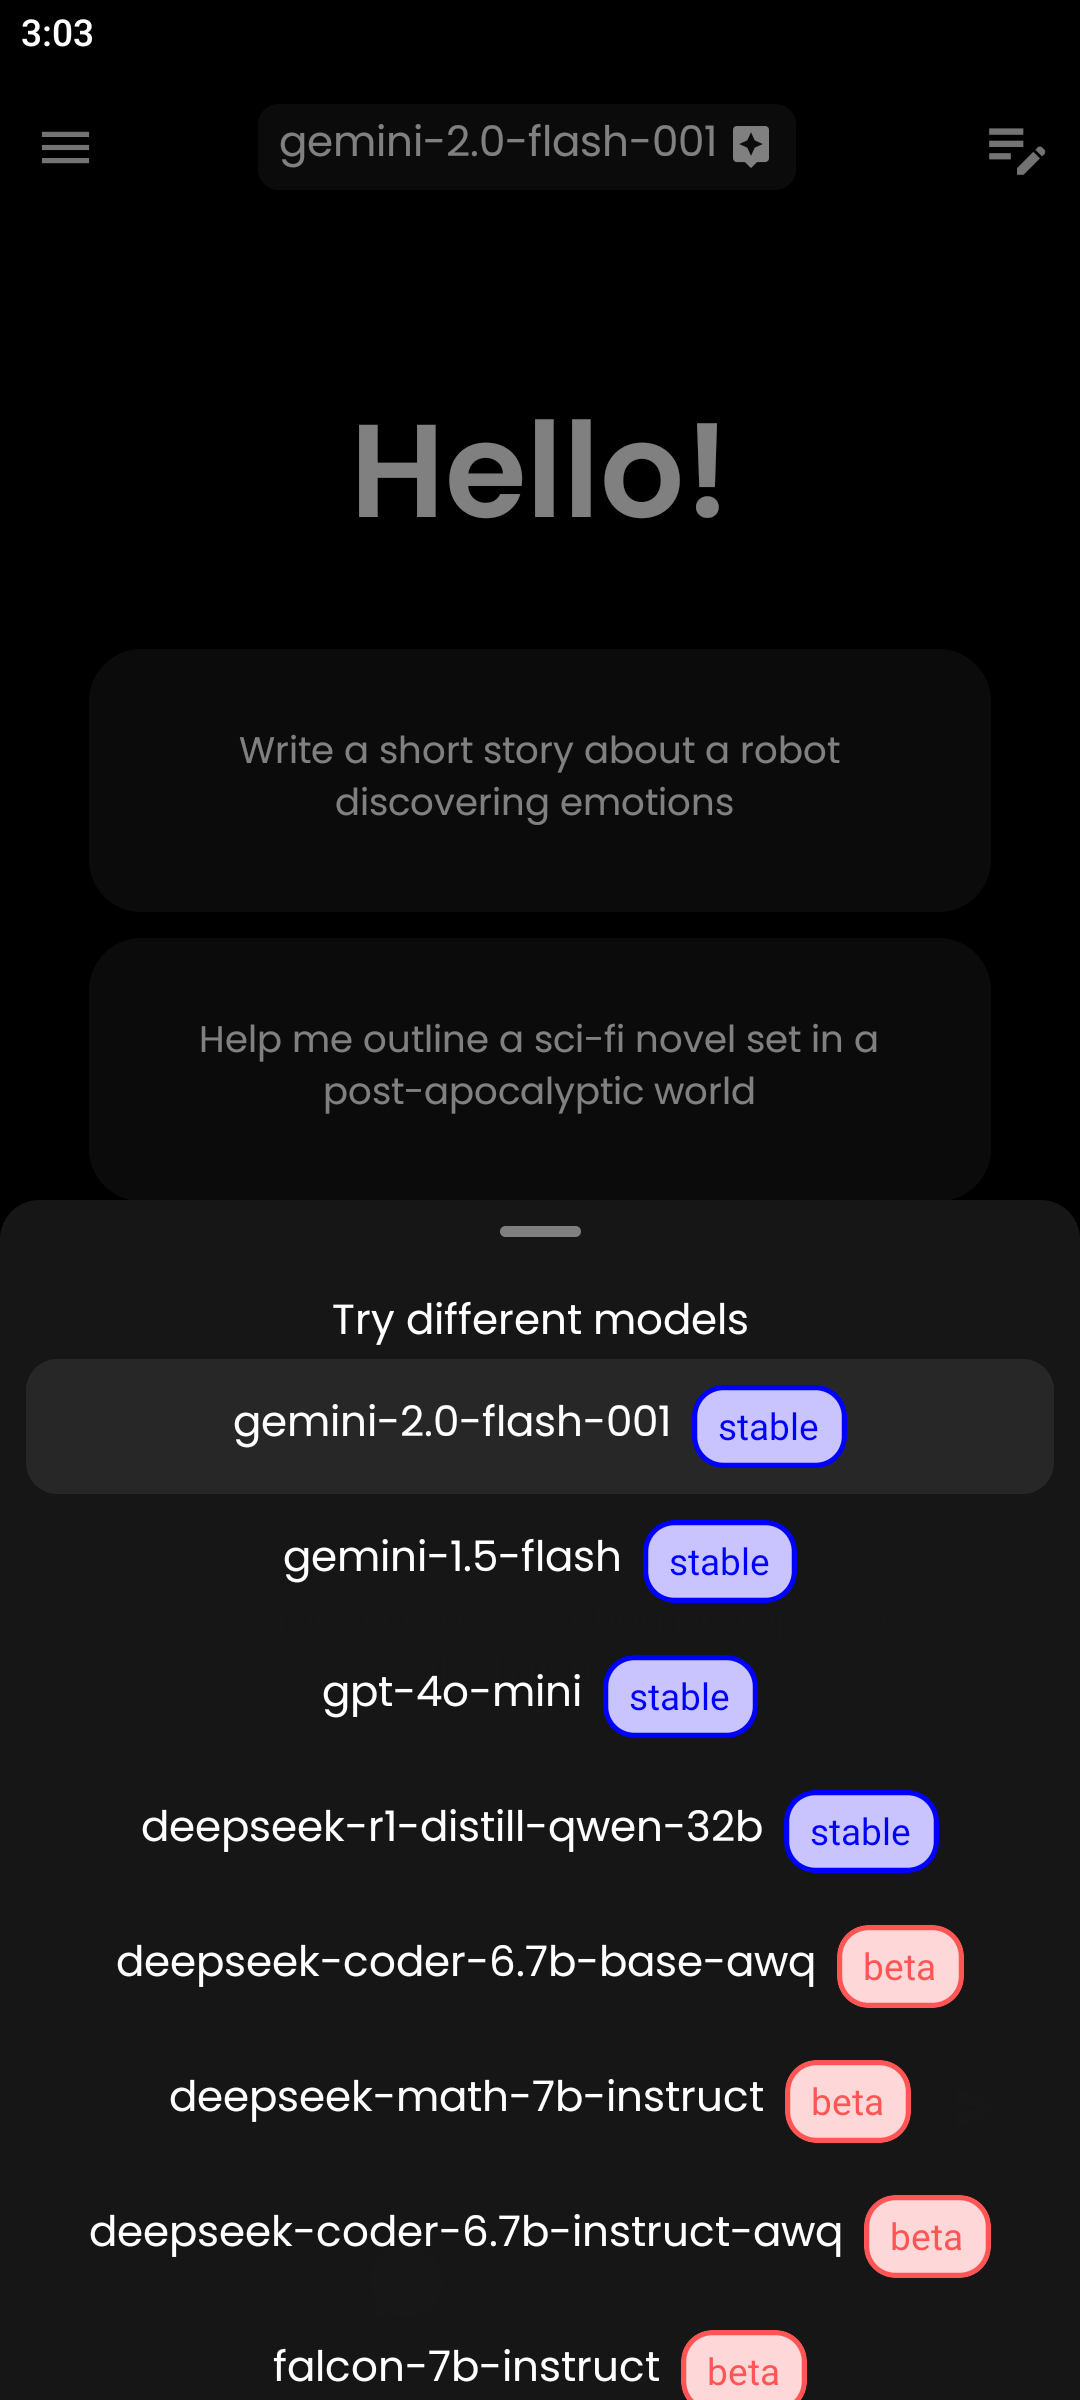 3:03
gemini-2.0-flash-001
Hello!
Write a short story about a robot
discovering emotions
Help me outline a sci-fi novel set in a
post-apocalyptic world
Try different models
gemini-2.0-flash-001 stable
gemini-1.5-flash stable
gpt-4o-mini stable
deepseek-r1-distill-qwen-32b stable
deepseek-coder-6.7b-base-awq beta
deepseek-math-7b-instruct beta
deepseek-coder-6.7b-instruct-awq beta
falcon-7b-instruct beta